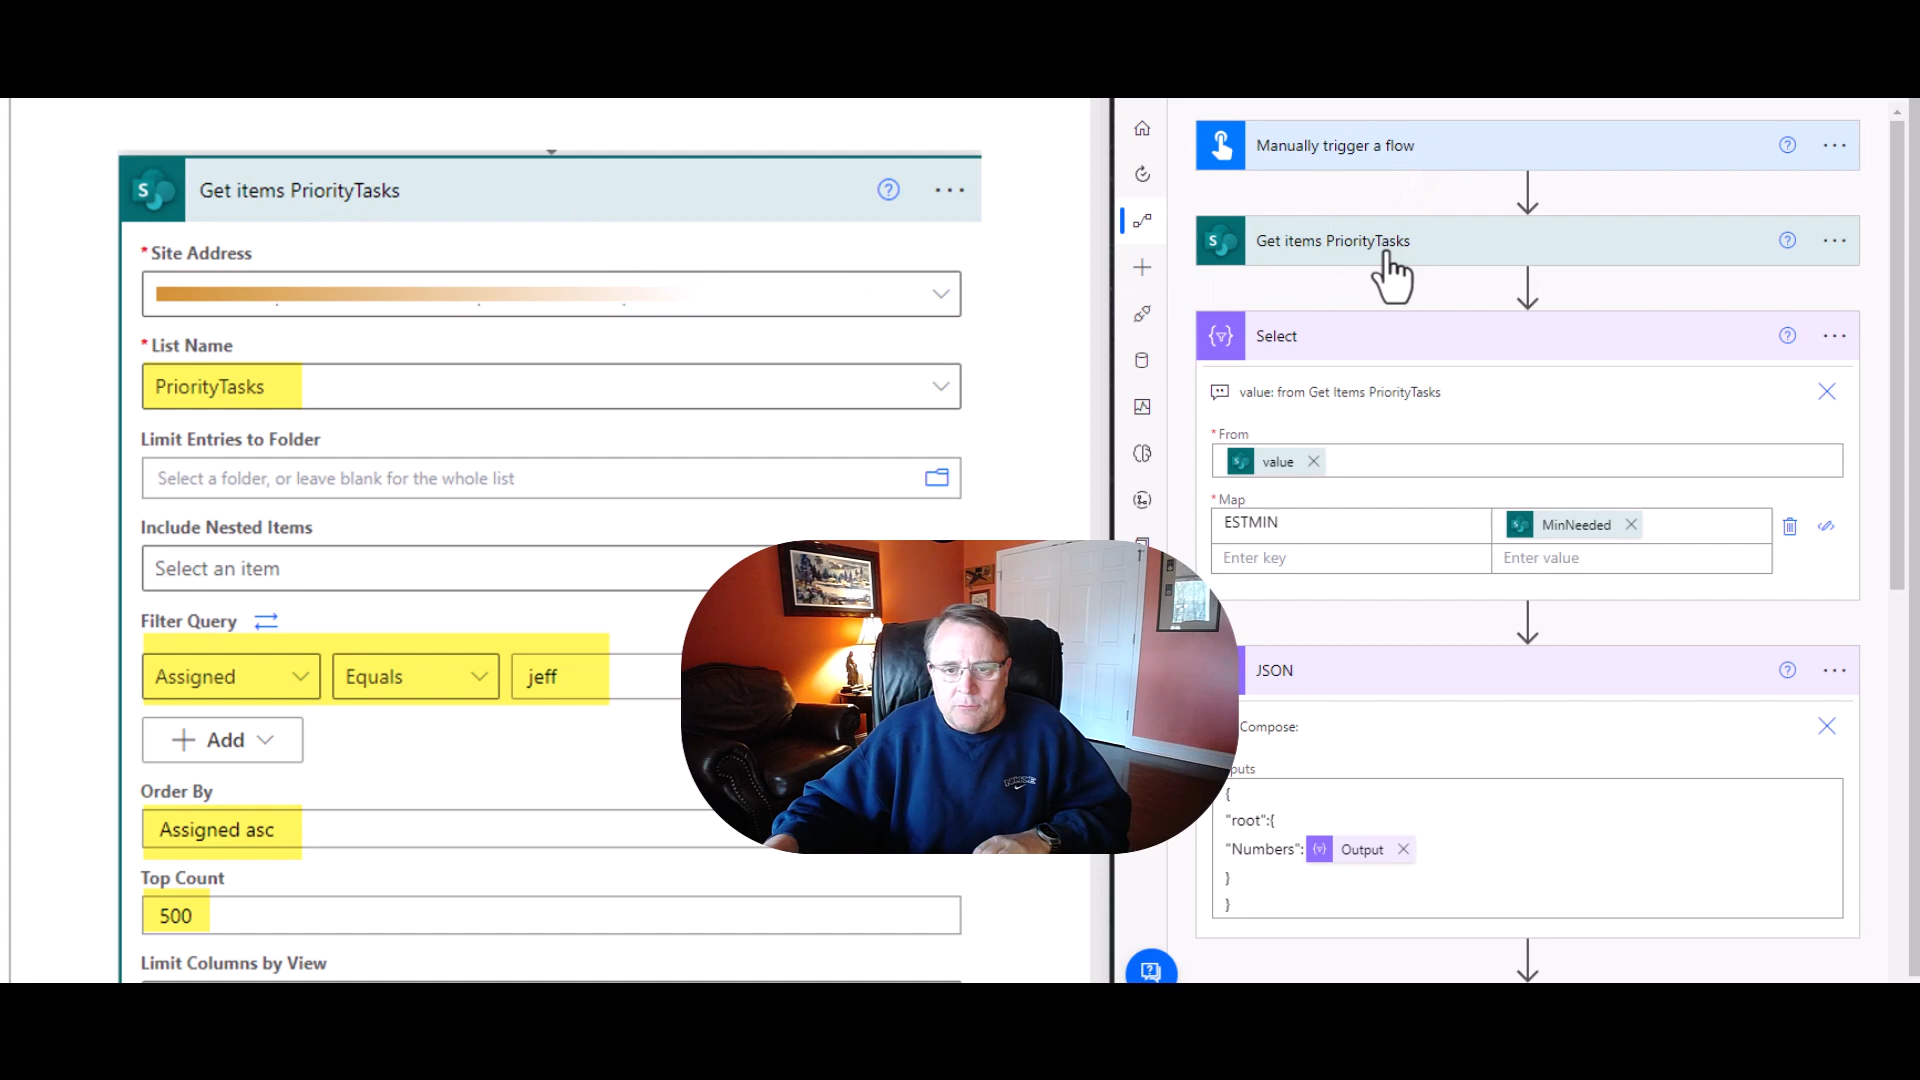 Get items PriorityTasks
* Site Address
* List Name
PriorityTasks
Limit Entries to Folder
Select a folder, or leave blank for the whole list
Include Nested Items
Select an item
Filter Query
Assigned
Equals
jeff
Add
Order By
Assigned asc
Top Count
500
Limit Columns by View
Manually trigger a flow
Get items PriorityTasks
Select
value: from Get Items PriorityTasks
* From
value
* Map
ESTMIN
MinNeeded
Enter key
Enter value
JSON
Compose:
puts
{
"root":{
"Numbers":
Output
}
}